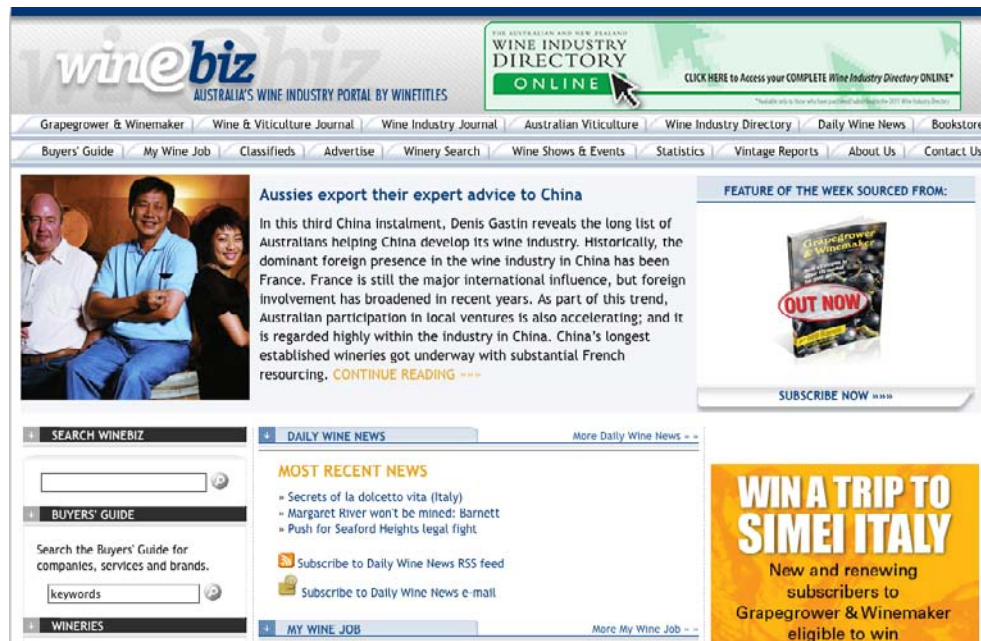 winebiz
AUSTRALIA'S WINE INDUSTRY PORTAL BY WINETITLES
THE AUSTRALIAN AND NEW ZEALAND
WINE INDUSTRY
DIRECTORY
ONLINE
CLICK HERE to Access your COMPLETE Wine Industry Directory ONLINE*
Grapegrower & Winemaker
Wine & Viticulture Journal
Wine Industry Journal
Australian Viticulture
Wine Industry Directory
Daily Wine News
Bookstore
Buyers' Guide
My Wine Job
Classifieds
Advertise
Winery Search
Wine Shows & Events
Statistics
Vintage Reports
About Us
Contact Us
Aussies export their expert advice to China
In this third China instalment, Denis Gastin reveals the long list of
Australians helping China develop its wine industry. Historically, the
dominant foreign presence in the wine industry in China has been
France. France is still the major international influence, but foreign
involvement has broadened in recent years. As part of this trend,
Australian participation in local ventures is also accelerating; and it
is regarded highly within the industry in China. China's longest
established wineries got underway with substantial French
resourcing. CONTINUE READING »»»
FEATURE OF THE WEEK SOURCED FROM:
Grapegrower
& Winemaker
OUT NOW
SUBSCRIBE NOW »»»»
SEARCH WINEBIZ
BUYERS' GUIDE
Search the Buyers' Guide for
companies, services and brands.
keywords
WINERIES
DAILY WINE NEWS
More Daily Wine News » »
MOST RECENT NEWS
» Secrets of la dolcetto vita (Italy)
» Margaret River won't be mined: Barnett
» Push for Seaford Heights legal fight
Subscribe to Daily Wine News RSS feed
Subscribe to Daily Wine News e-mail
MY WINE JOB
More My Wine Job » »
WIN A TRIP TO
SIMEI ITALY
New and renewing
subscribers to
Grapegrower & Winemaker
eligible to win